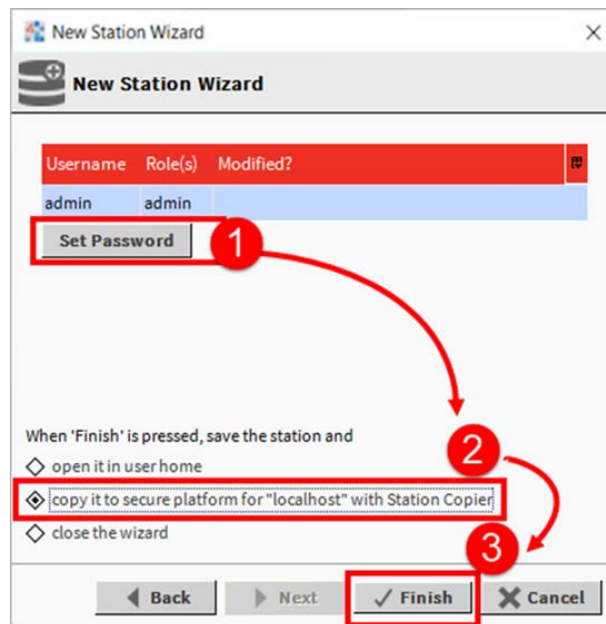 New Station Wizard
New Station Wizard
Username Role(s) Modified?
admin admin
Set Password
1
2
When 'Finish' is pressed, save the station and
open it in user home
copy it to secure platform for "localhost" with Station Copier
close the wizard
3
Back Next Finish Cancel